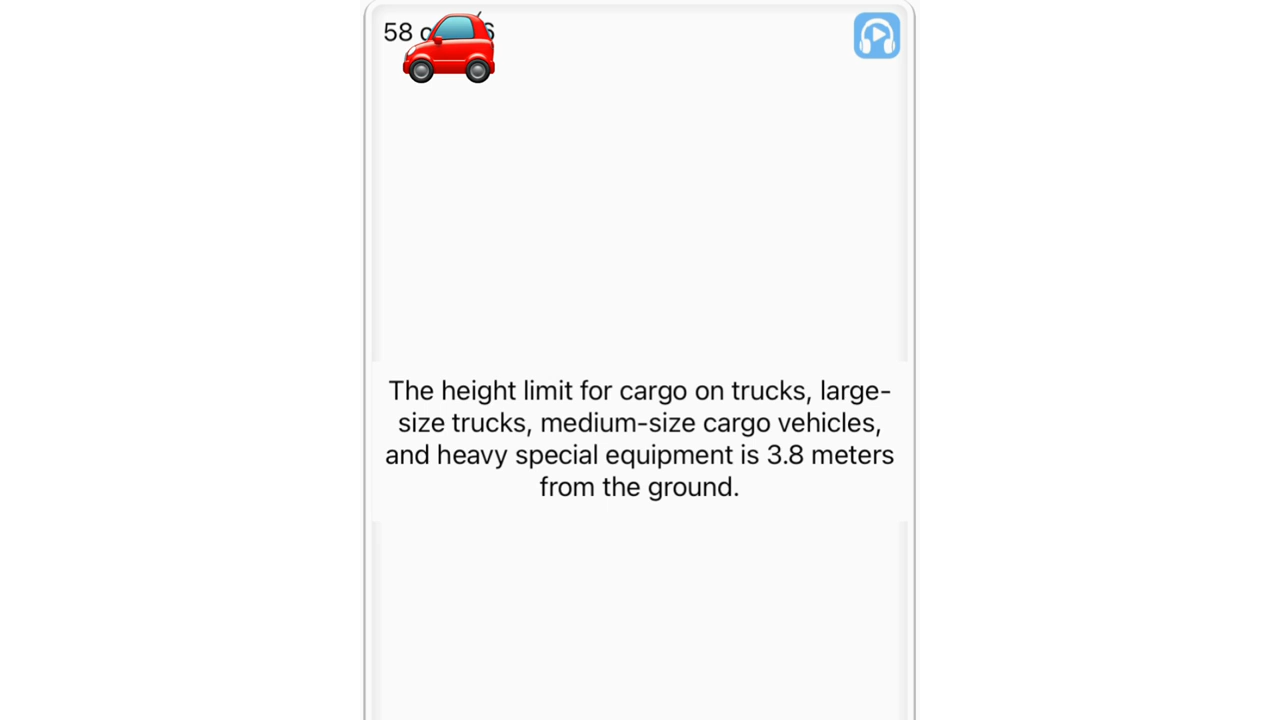 58
The height limit for cargo on trucks, large-
size trucks, medium-size cargo vehicles,
and heavy special equipment is 3.8 meters
from the ground.